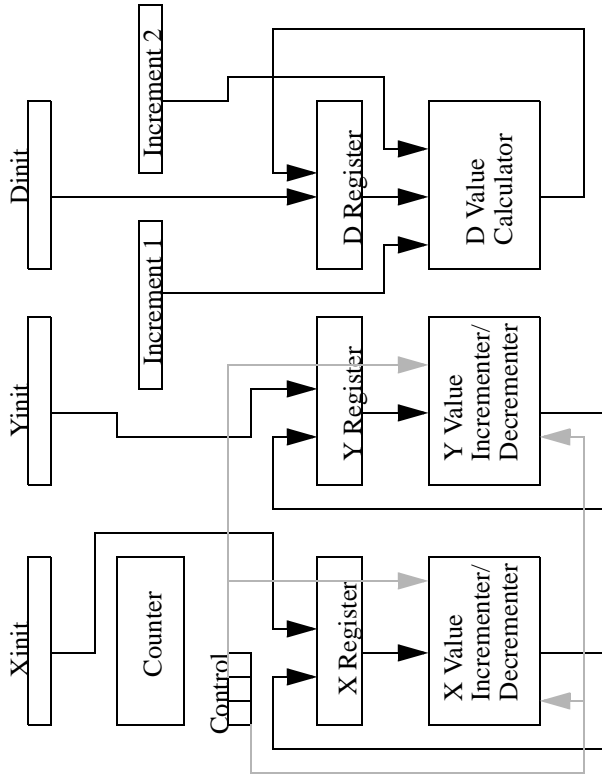 Xinit
Yinit
Dinit
Counter
Increment 1
Increment 2
Control
X Register
Y Register
D Register
X Value
Incrementer/
Decrementer
Y Value
Incrementer/
Decrementer
D Value
Calculator